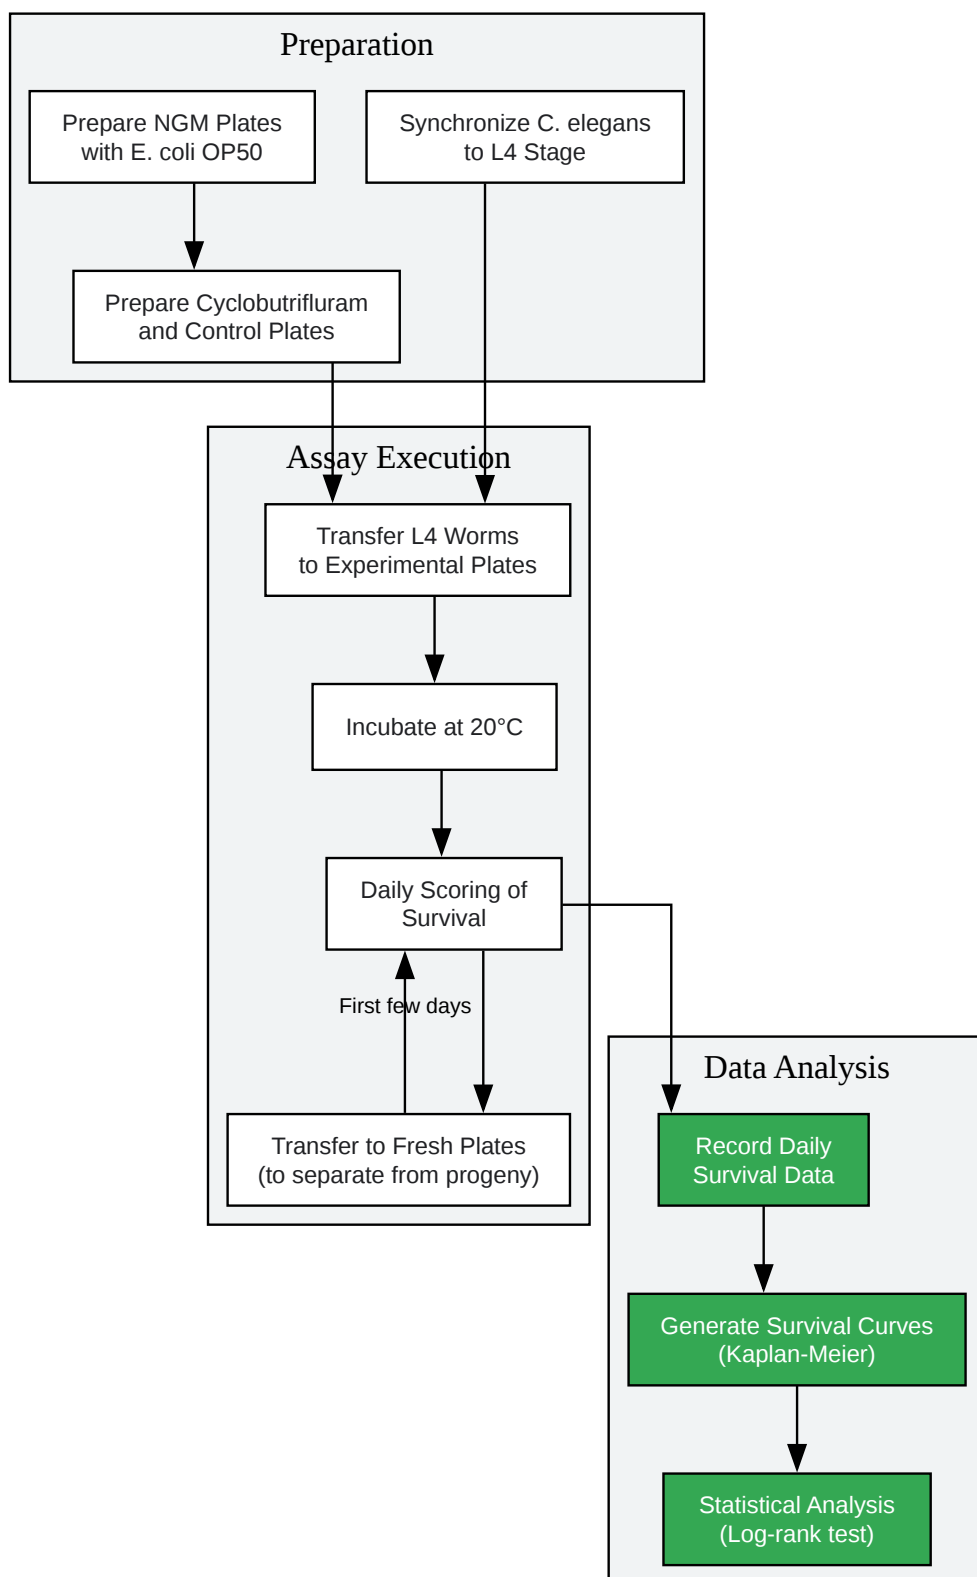 Preparation
Prepare NGM Plates
with E. coli OP50
Synchronize C. elegans
to L4 Stage
Prepare Cyclobutrifluram
and Control Plates
Assay Execution
Transfer L4 Worms
to Experimental Plates
Incubate at 20°C
Daily Scoring of
Survival
First few days
Transfer to Fresh Plates
(to separate from progeny)
Data Analysis
Record Daily
Survival Data
Generate Survival Curves
(Kaplan-Meier)
Statistical Analysis
(Log-rank test)